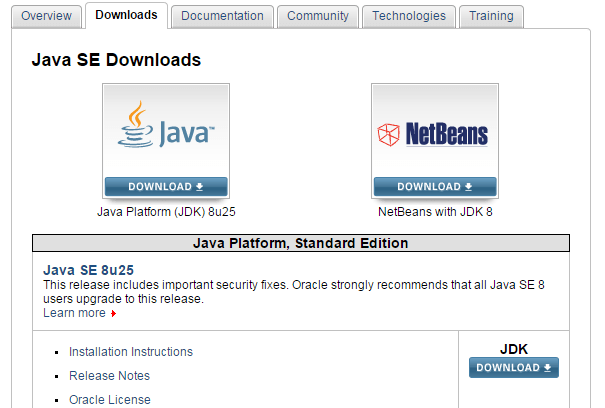 Overview Downloads Documentation Community Technologies Training
Java SE Downloads
Java™ NetBeans
DOWNLOAD DOWNLOAD
Java Platform (JDK) 8u25 NetBeans with JDK 8
Java Platform, Standard Edition
Java SE 8u25
This release includes important security fixes. Oracle strongly recommends that all Java SE 8
users upgrade to this release.
Learn more
Installation Instructions
Release Notes
Oracle License
JDK
DOWNLOAD